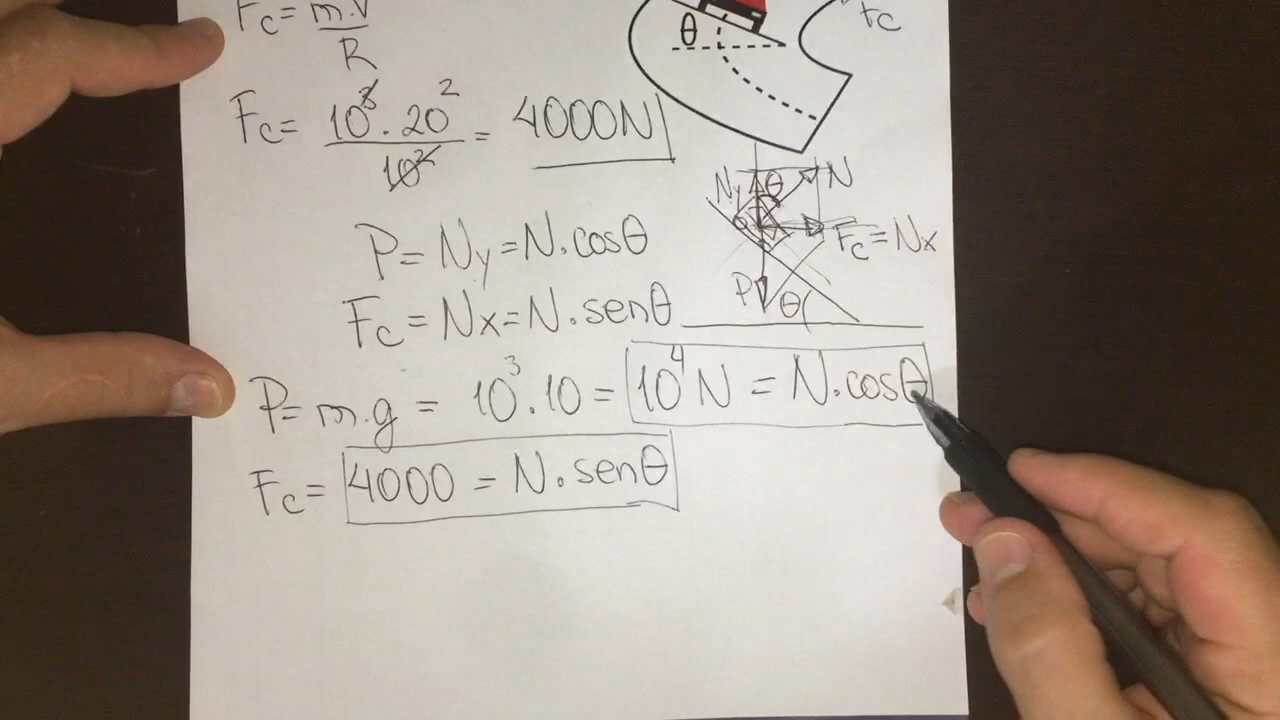 Fc = m.V / R
θ
Fc
Fc = 10³ . 20² / 10² = 4000N
Ny θ N
Fc = Nx
P θ
P = Ny = N.cosθ
Fc = Nx = N.senθ
P = m.g = 10³.10 = 10⁴N = N.cosθ
Fc = 4000 = N.senθ